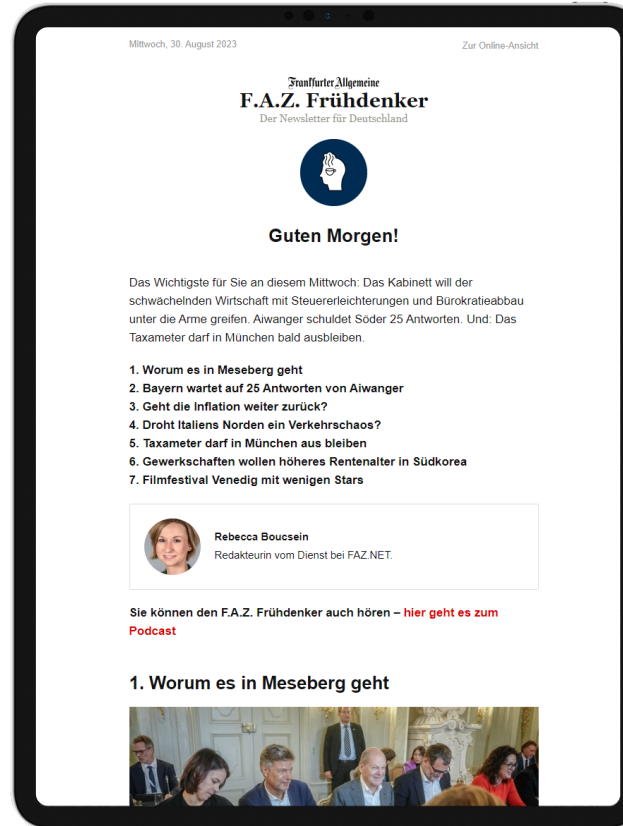 Mittwoch, 30. August 2023
Zur Online-Ansicht
Frankfurter Allgemeine
F.A.Z. Frühdenker
Der Newsletter für Deutschland
Guten Morgen!
Das Wichtigste für Sie an diesem Mittwoch: Das Kabinett will der
schwächelnden Wirtschaft mit Steuererleichterungen und Bürokratieabbau
unter die Arme greifen. Aiwanger schuldet Söder 25 Antworten. Und: Das
Taxameter darf in München bald ausbleiben.
1. Worum es in Meseberg geht
2. Bayern wartet auf 25 Antworten von Aiwanger
3. Geht die Inflation weiter zurück?
4. Droht Italiens Norden ein Verkehrschaos?
5. Taxameter darf in München aus bleiben
6. Gewerkschaften wollen höheres Rentenalter in Südkorea
7. Filmfestival Venedig mit wenigen Stars
Rebecca Boucsein
Redakteurin vom Dienst bei FAZ.NET.
Sie können den F.A.Z. Frühdenker auch hören – hier geht es zum
Podcast
1. Worum es in Meseberg geht